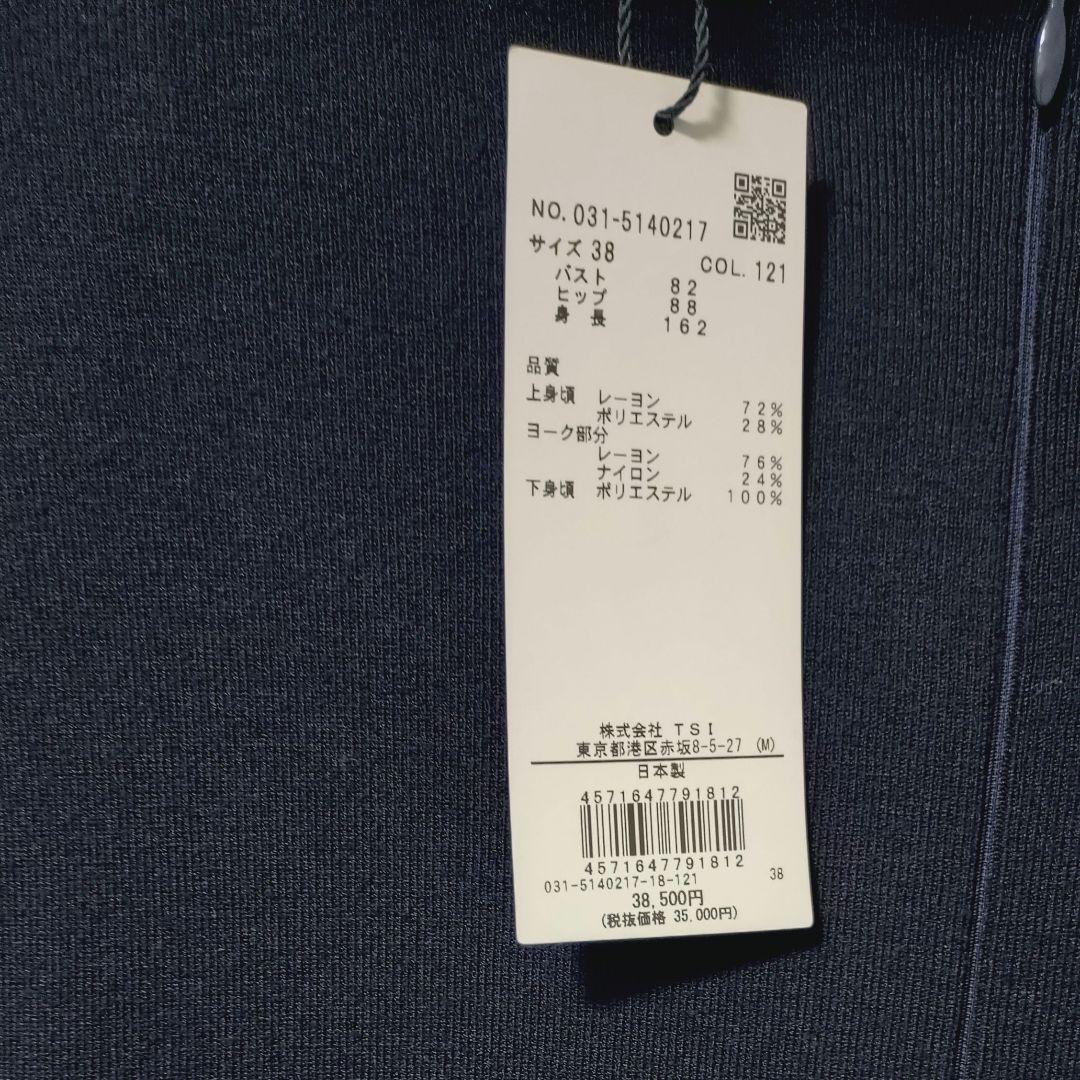 NO. 031-5140217
サイズ 38 COL. 121
バスト 82
ヒップ 88
身長 162
品質
上身頃 レーヨン 72%
ポリエステル 28%
ヨーク部分
レーヨン 76%
ナイロン 24%
下身頃 ポリエステル 100%
株式会社 TSI
東京都港区赤坂8-5-27 (M)
日本製
4571647791812
4571647791812
031-5140217-18-121 38
38,500円
(税抜価格 35,000円)